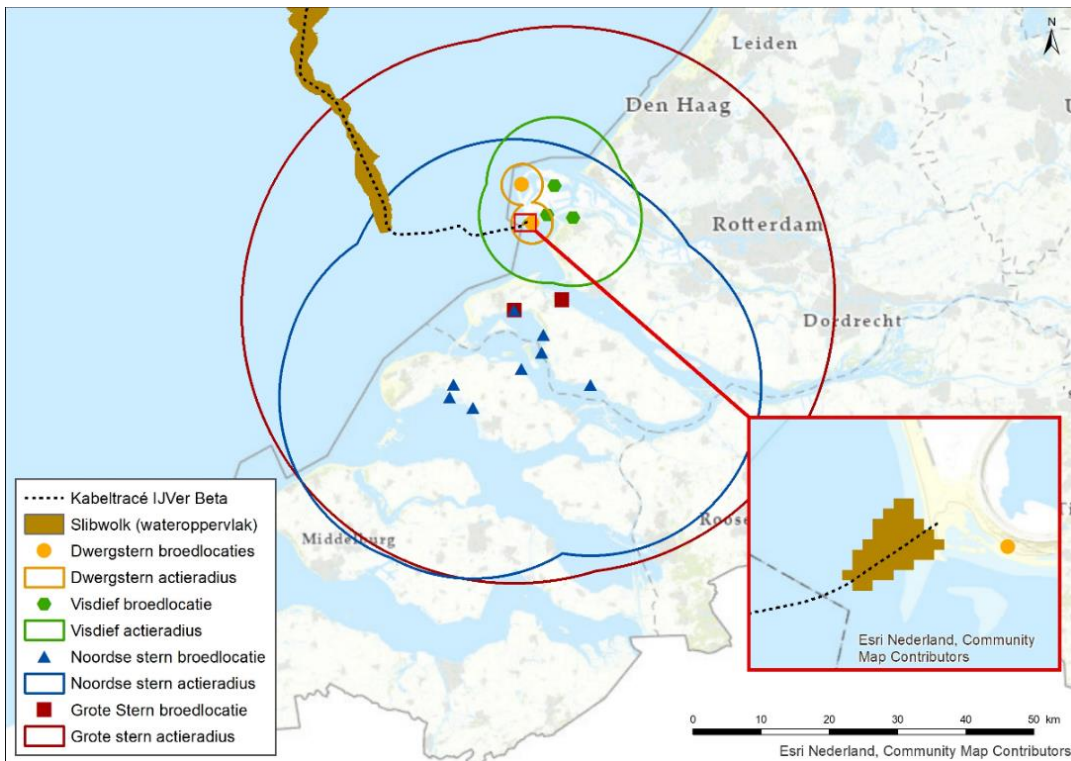 N
Leiden
Den Haag
Rotterdam
Dordrecht
Middelburg
Roose
Kabeltracé IJVer Beta
Slibwolk (wateroppervlak)
Dwergstern broedlocaties
Dwergstern actieradius
Visdief broedlocatie
Visdief actieradius
Noordse stern broedlocatie
Noordse stern actieradius
Grote Stern broedlocatie
Grote stern actieradius
Esri Nederland, Community
Map Contributors
0 10 20 30 40 50 km
Esri Nederland, Community Map Contributors